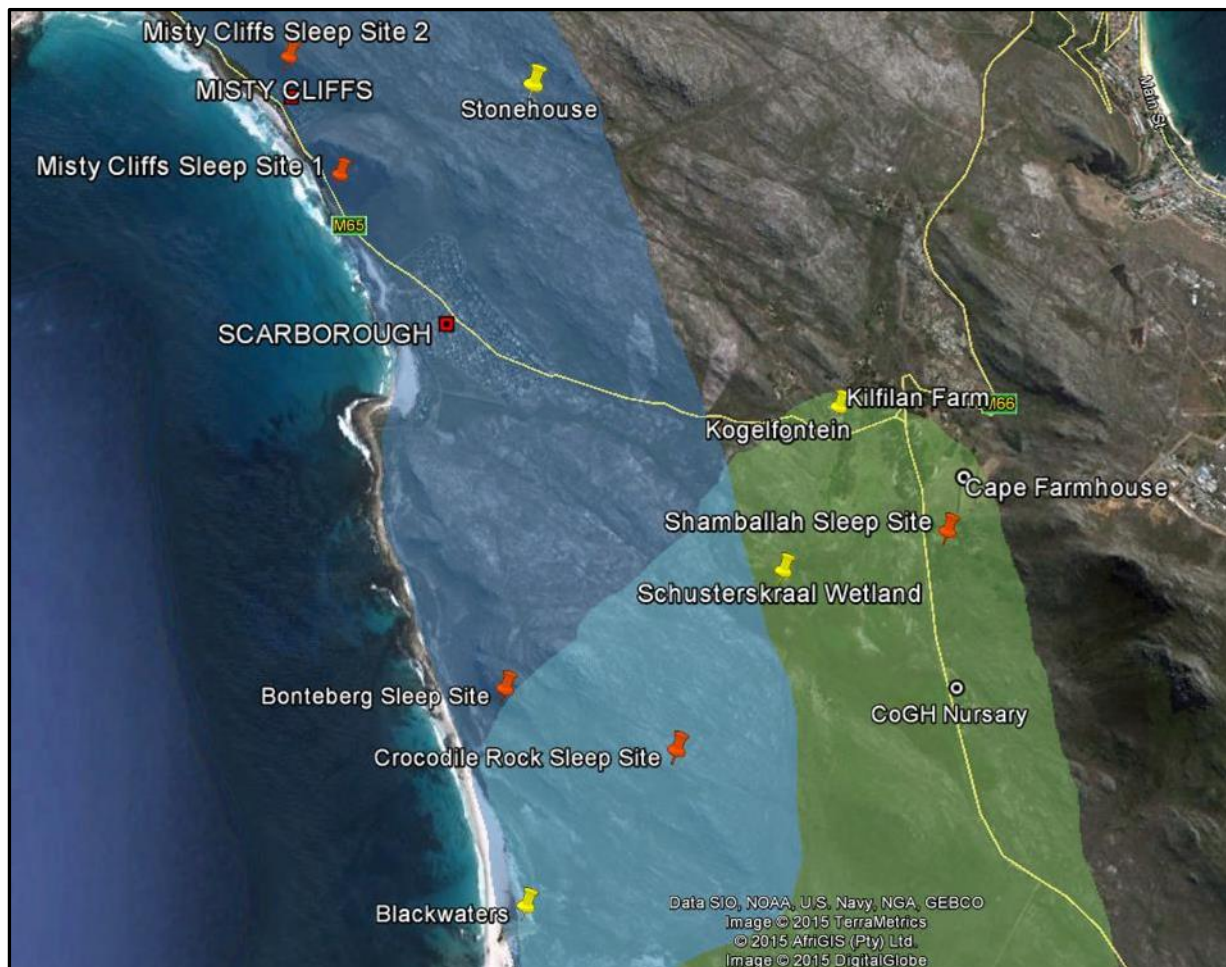 Misty Cliffs Sleep Site 2
MISTY CLIFFS
Stonehouse
Main St
Misty Cliffs Sleep Site 1
M65
SCARBOROUGH
Kilfilan Farm
M66
Kogelfontein
Cape Farmhouse
Shamballah Sleep Site
Schusterskraal Wetland
Bonteberg Sleep Site
CoGH Nursary
Crocodile Rock Sleep Site
Blackwaters
Data SIO, NOAA, U.S. Navy, NGA, GEBCO
Image © 2015 TerraMetrics
© 2015 AfriGIS (Pty) Ltd.
Image © 2015 DigitalGlobe